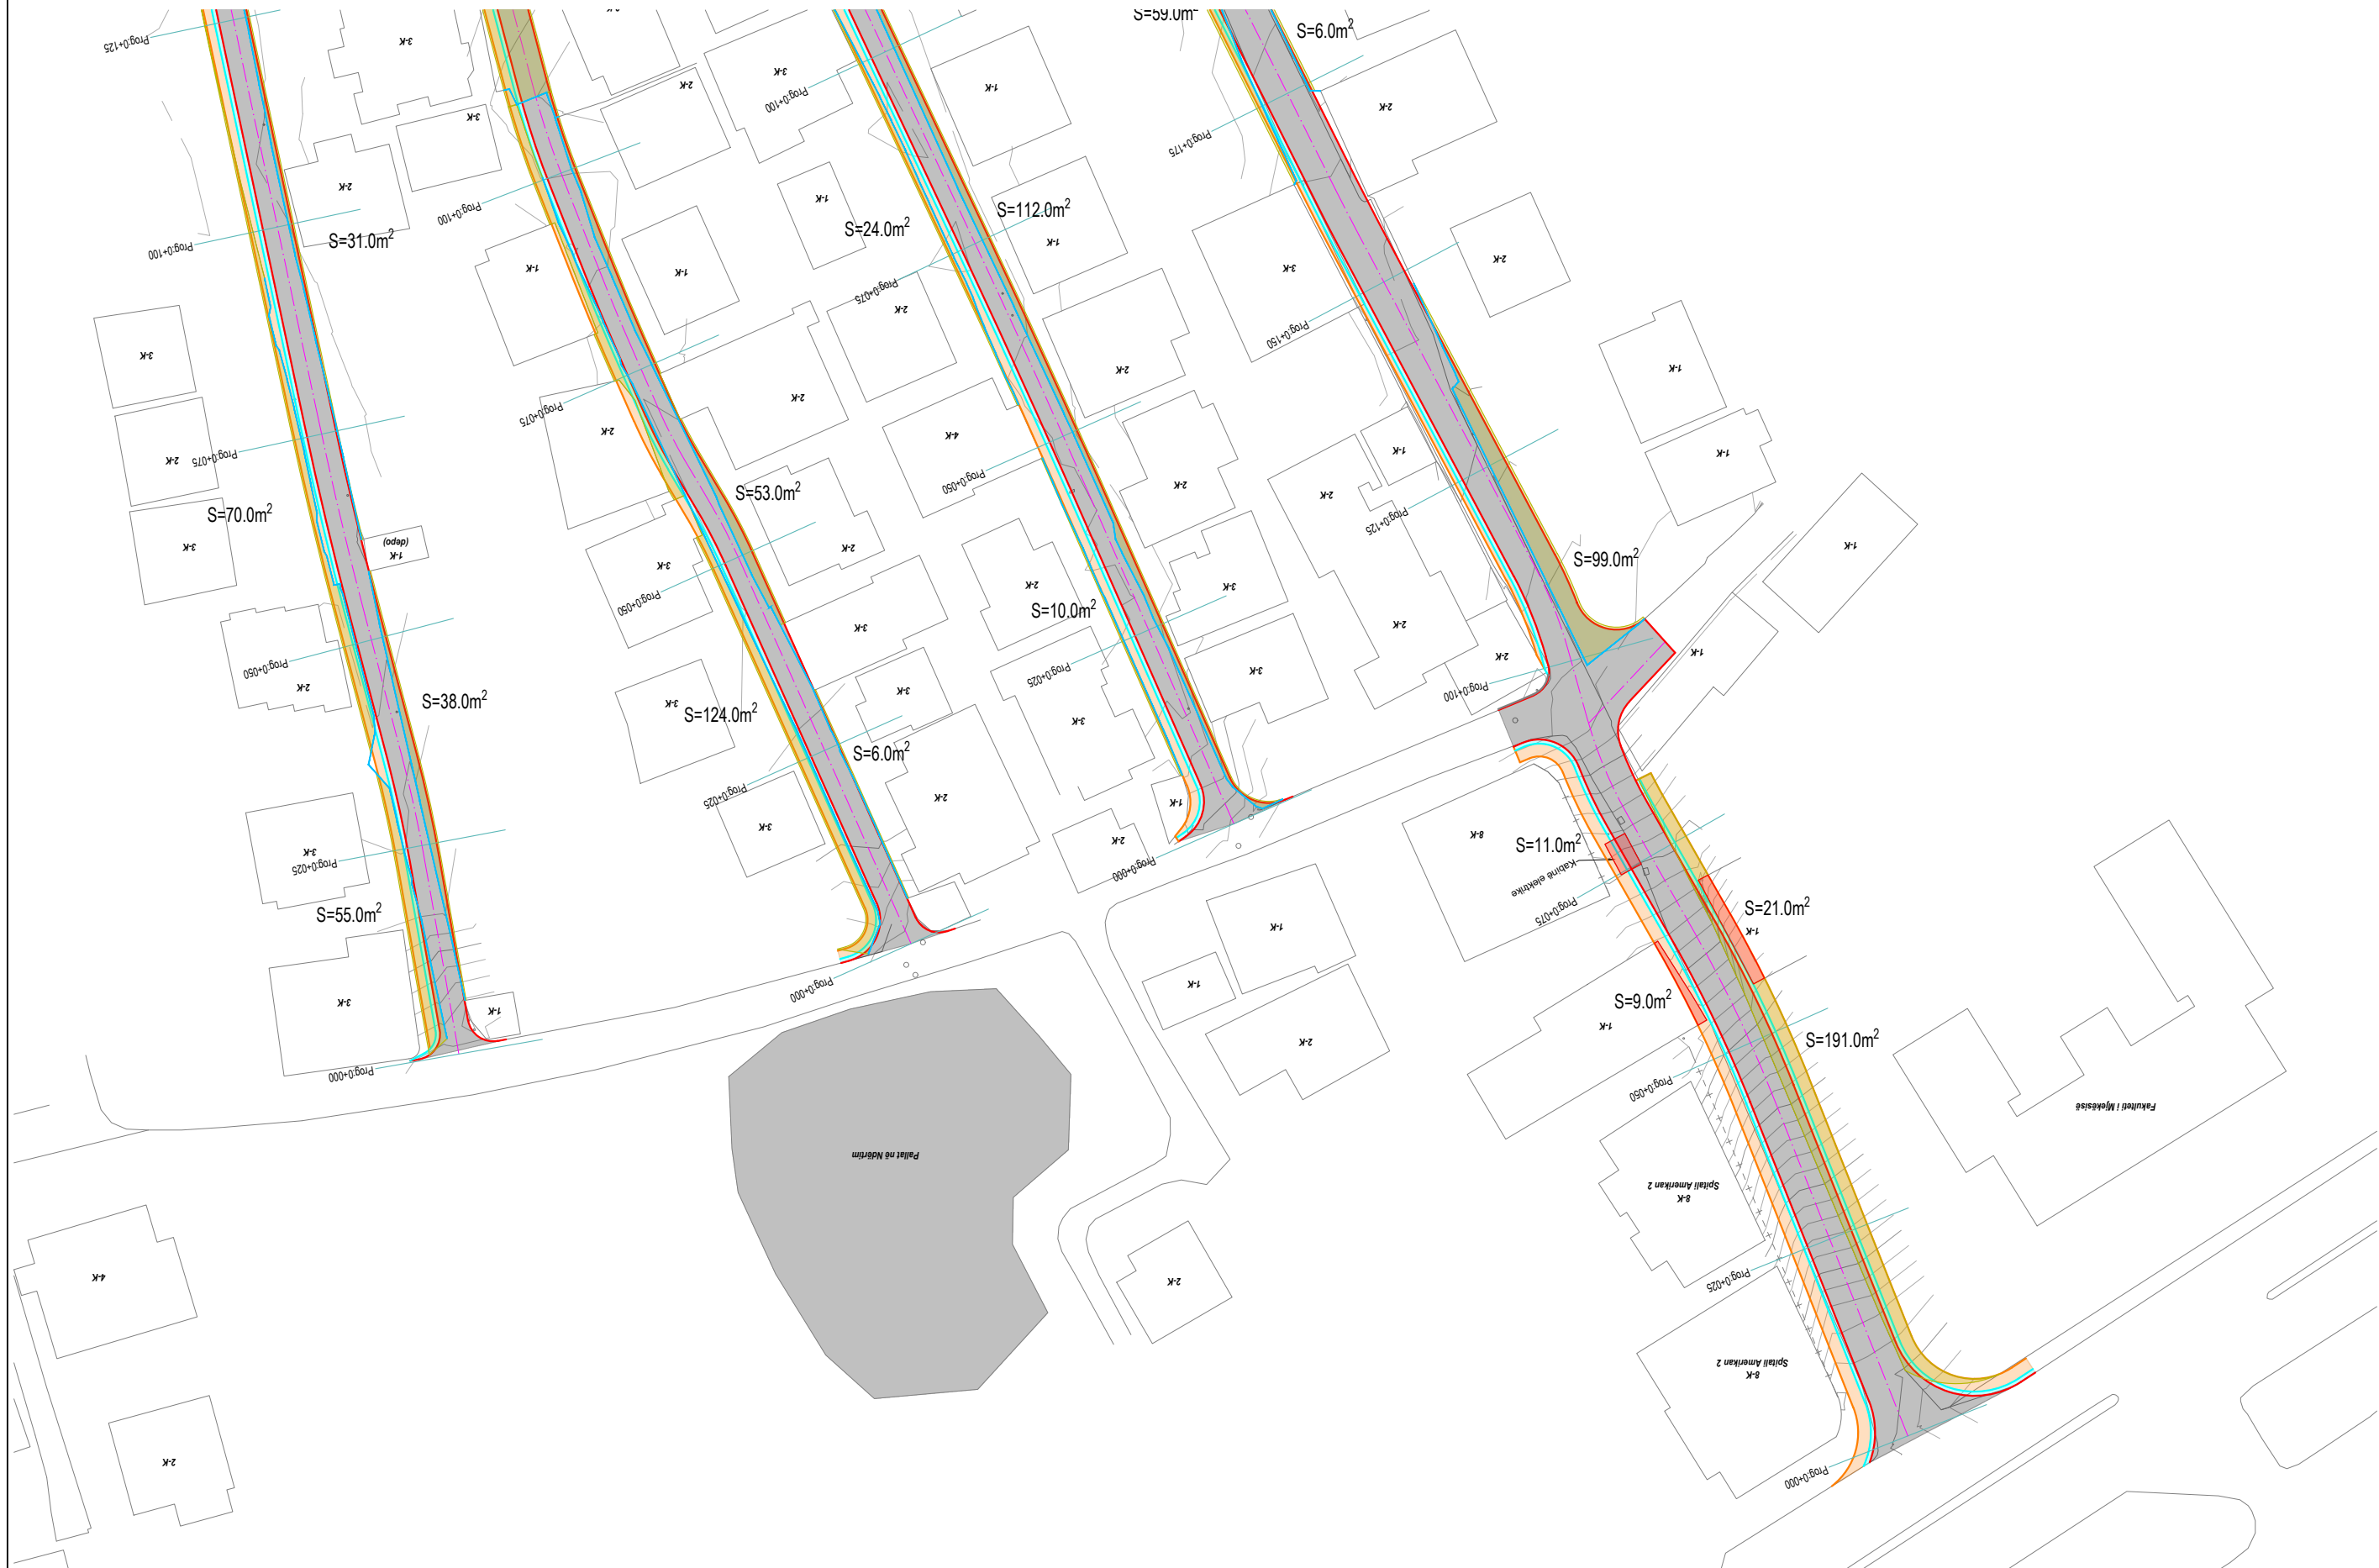 S=59.0m²
S=6.0m²
Prog:0+125
3-K
2-K
3-K
1-K
2-K
2-K
3-K
Prog:0+100
Prog:0+175
2-K
1-K
Prog:0+100
S=112.0m²
S=24.0m²
1-K
S=31.0m²
Prog:0+100
1-K
1-K
3-K
2-K
Prog:0+075
2-K
Prog:0+150
3-K
2-K
1-K
Prog:0+075
2-K
2-K
4-K
1-K
1-K
2-K
Prog:0+075
Prog:0+050
2-K
2-K
S=53.0m²
S=70.0m²
Prog:0+125
3-K
1-K
(depo)
2-K
1-K
3-K
S=99.0m²
2-K
3-K
Prog:0+050
S=10.0m²
3-K
2-K
2-K
1-K
Prog:0+050
2-K
3-K
Prog:0+025
3-K
Prog:0+100
S=38.0m²
3-K
S=124.0m²
3-K
S=6.0m²
Prog:0+025
2-K
1-K
3-K
2-K
8-K
S=11.0m²
Kabinë elektrike
3-K
Prog:0+025
Prog:0+000
S=55.0m²
Prog:0+075
S=21.0m²
1-K
1-K
3-K
1-K
Prog:0+000
1-K
S=9.0m²
1-K
2-K
S=191.0m²
Prog:0+000
Prog:0+050
Fakulteti i Mjekësisë
Pallat në Ndërtim
8-K
Spitali Amerikan 2
4-K
2-K
Prog:0+025
8-K
Spitali Amerikan 2
2-K
Prog:0+000